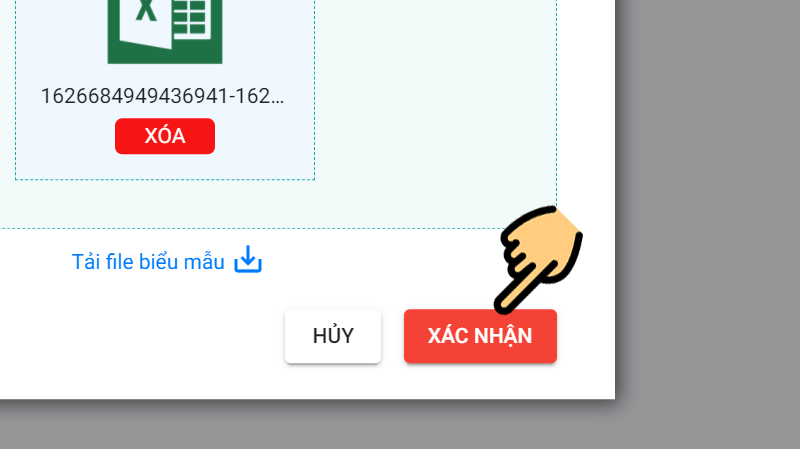 X
1626684949436941-162...
XÓA
Tải file biểu mẫu
HỦY
XÁC NHẬN